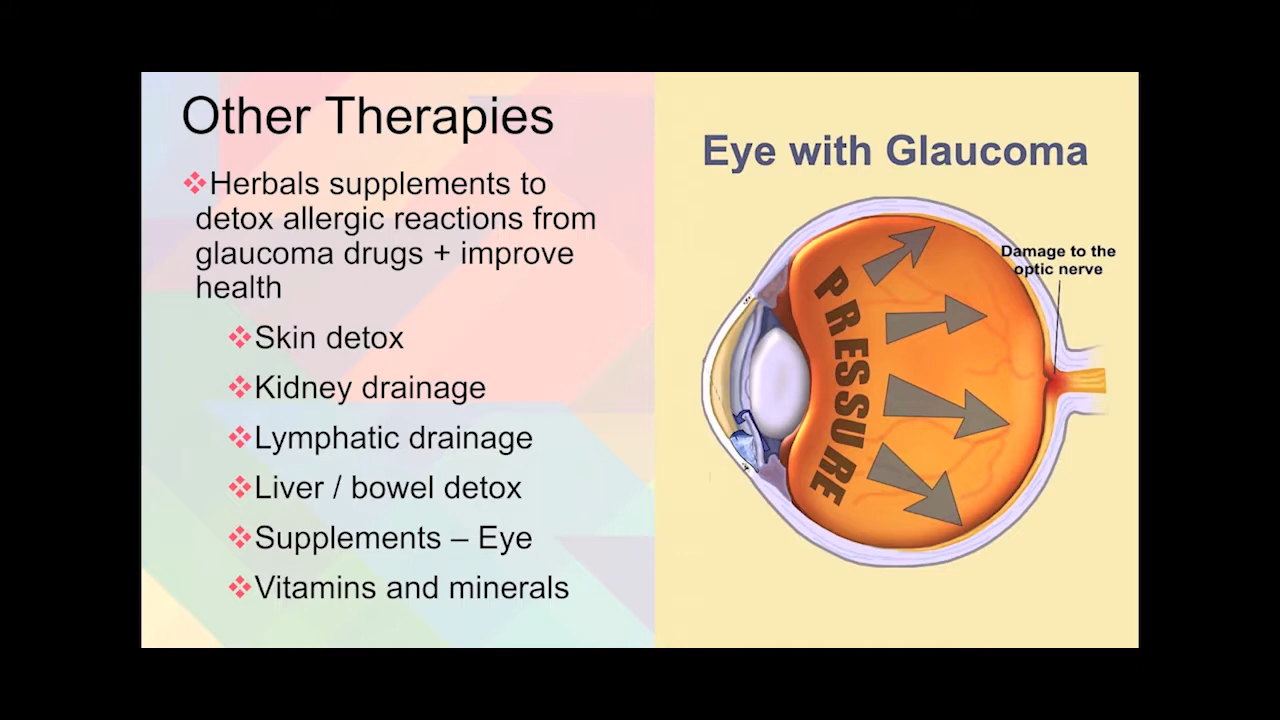 Other Therapies
❖Herbals supplements to
detox allergic reactions from
glaucoma drugs + improve
health
❖Skin detox
❖Kidney drainage
❖Lymphatic drainage
❖Liver / bowel detox
❖Supplements – Eye
❖Vitamins and minerals
Eye with Glaucoma
Damage to the
optic nerve
PRESSURE